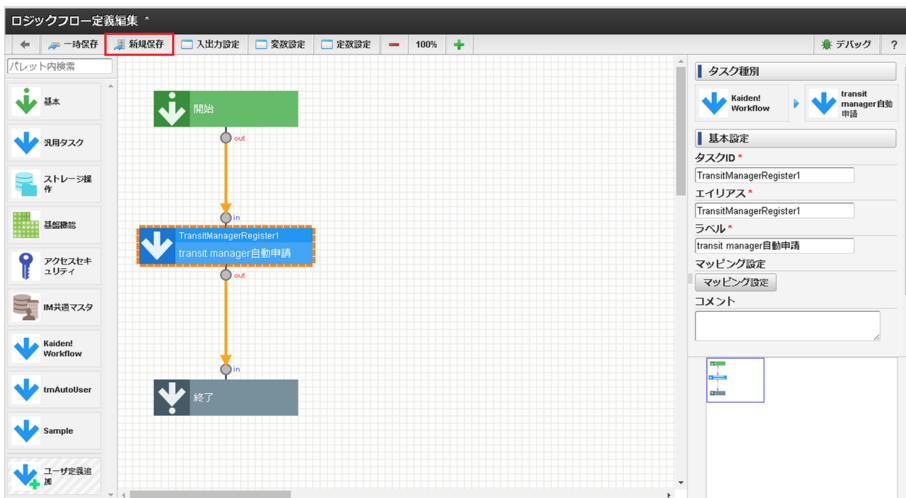 ロジックフロー定義編集 *
一時保存 新規保存 入出力設定 変数設定 定数設定 100% デバッグ ?
パレット内検索
基本
汎用タスク
ストレージ操
作
基盤機能
アクセスセキ
ュリティ
IM共通マスタ
Kaiden!
Workflow
tmAutoUser
Sample
ユーザ定義追
加
開始
out
in
TransitManagerRegister1
transit manager自動申請
out
in
終了
タスク種別
Kaiden!
Workflow
transit
manager自動
申請
基本設定
タスクID *
TransitManagerRegister1
エイリアス *
TransitManagerRegister1
ラベル *
transit manager自動申請
マッピング設定
マッピング設定
コメント